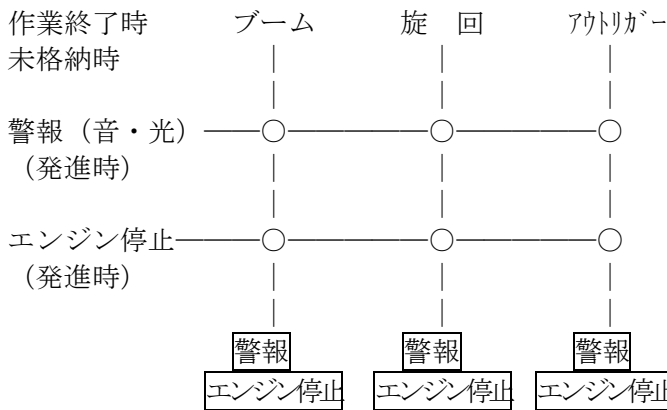 作業終了時 ブーム 旋 回 ｱｳﾄﾘｶﾞｰ
未格納時
警報（音・光）
（発進時）
エンジン停止
（発進時）
警報 警報 警報
エンジン停止 エンジン停止 エンジン停止